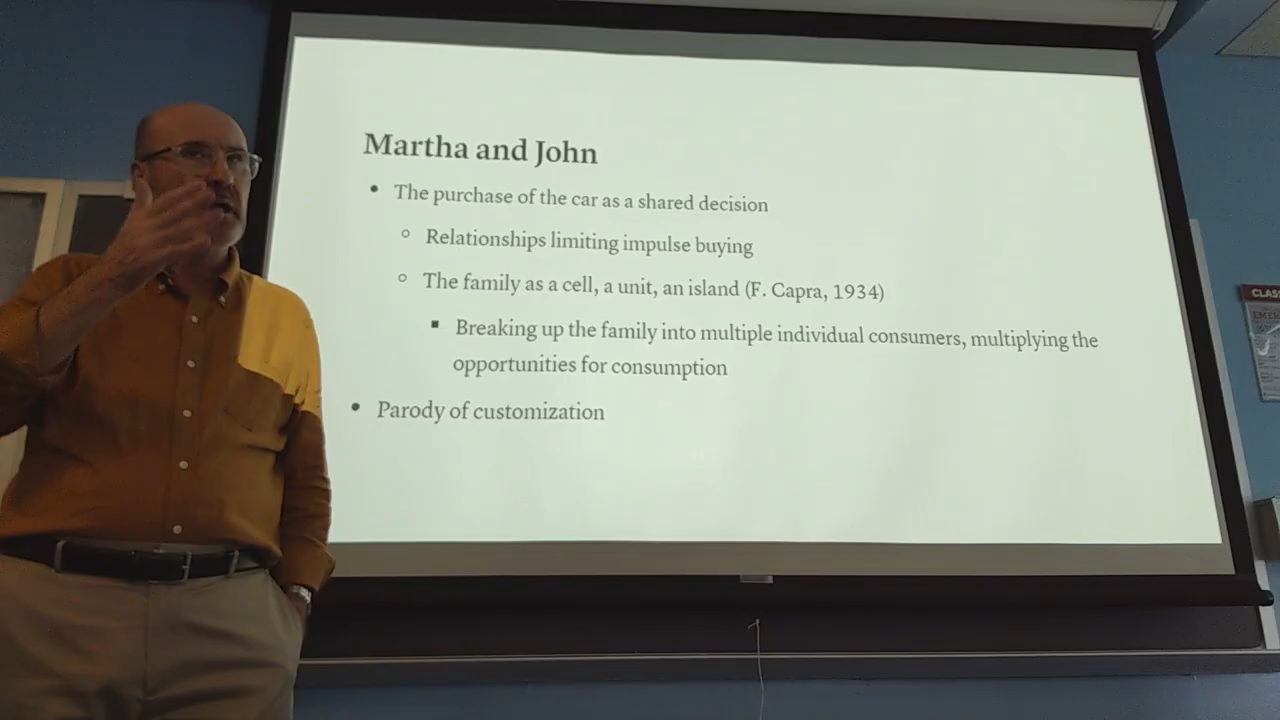 Martha and John
• The purchase of the car as a shared decision
◦ Relationships limiting impulse buying
◦ The family as a cell, a unit, an island (F. Capra, 1934)
▪ Breaking up the family into multiple individual consumers, multiplying the
opportunities for consumption
• Parody of customization
CLAS
EMER